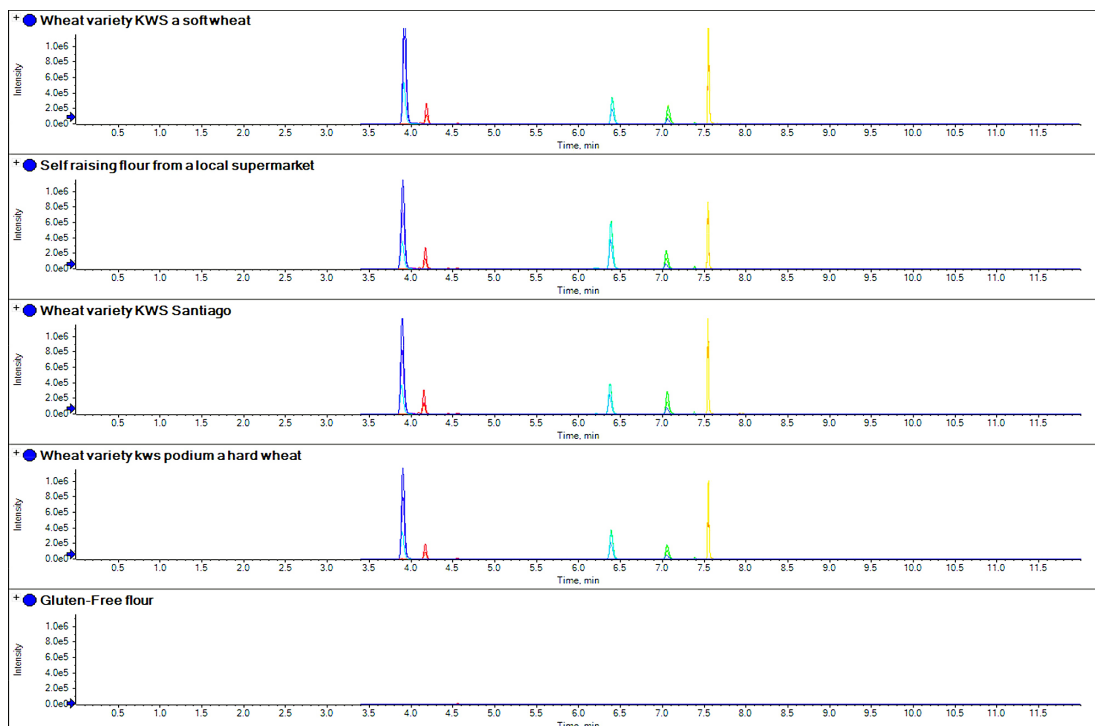 + Wheat variety KWS a soft wheat
Intensity
1.0e6
8.0e5
6.0e5
4.0e5
2.0e5
0.0e0
0.5 1.0 1.5 2.0 2.5 3.0 3.5 4.0 4.5 5.0 5.5 6.0 6.5 7.0 7.5 8.0 8.5 9.0 9.5 10.0 10.5 11.0 11.5
Time, min
+ Self raising flour from a local supermarket
Intensity
1.0e6
8.0e5
6.0e5
4.0e5
2.0e5
0.0e0
0.5 1.0 1.5 2.0 2.5 3.0 3.5 4.0 4.5 5.0 5.5 6.0 6.5 7.0 7.5 8.0 8.5 9.0 9.5 10.0 10.5 11.0 11.5
Time, min
+ Wheat variety KWS Santiago
Intensity
1.0e6
8.0e5
6.0e5
4.0e5
2.0e5
0.0e0
0.5 1.0 1.5 2.0 2.5 3.0 3.5 4.0 4.5 5.0 5.5 6.0 6.5 7.0 7.5 8.0 8.5 9.0 9.5 10.0 10.5 11.0 11.5
Time, min
+ Wheat variety kws podium a hard wheat
Intensity
1.0e6
8.0e5
6.0e5
4.0e5
2.0e5
0.0e0
0.5 1.0 1.5 2.0 2.5 3.0 3.5 4.0 4.5 5.0 5.5 6.0 6.5 7.0 7.5 8.0 8.5 9.0 9.5 10.0 10.5 11.0 11.5
Time, min
+ Gluten-Free flour
Intensity
1.0e6
8.0e5
6.0e5
4.0e5
2.0e5
0.0e0
0.5 1.0 1.5 2.0 2.5 3.0 3.5 4.0 4.5 5.0 5.5 6.0 6.5 7.0 7.5 8.0 8.5 9.0 9.5 10.0 10.5 11.0 11.5
Time, min